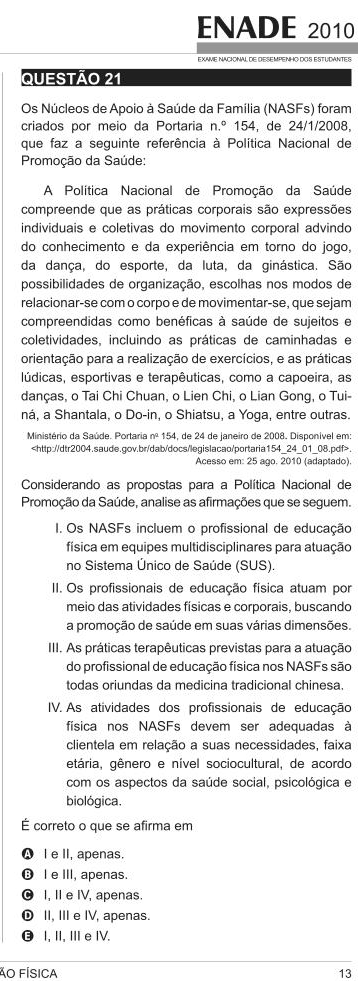 ENADE 2010
EXAME NACIONAL DE DESEMPENHO DOS ESTUDANTES
QUESTÃO 21
Os Núcleos de Apoio à Saúde da Família (NASFs) foram
criados por meio da Portaria n.º 154, de 24/1/2008,
que faz a seguinte referência à Política Nacional de
Promoção da Saúde:
A Política Nacional de Promoção da Saúde
compreende que as práticas corporais são expressões
individuais e coletivas do movimento corporal advindo
do conhecimento e da experiência em torno do jogo,
da dança, do esporte, da luta, da ginástica. São
possibilidades de organização, escolhas nos modos de
relacionar-se com o corpo e de movimentar-se, que sejam
compreendidas como benéficas à saúde de sujeitos e
coletividades, incluindo as práticas de caminhadas e
orientação para a realização de exercícios, e as práticas
lúdicas, esportivas e terapêuticas, como a capoeira, as
danças, o Tai Chi Chuan, o Lien Chi, o Lian Gong, o Tui-
ná, a Shantala, o Do-in, o Shiatsu, a Yoga, entre outras.
Ministério da Saúde. Portaria nº 154, de 24 de janeiro de 2008. Disponível em:
<http://dtr2004.saude.gov.br/dab/docs/legislacao/portaria154_24_01_08.pdf>.
Acesso em: 25 ago. 2010 (adaptado).
Considerando as propostas para a Política Nacional de
Promoção da Saúde, analise as afirmações que se seguem.
I. Os NASFs incluem o profissional de educação
física em equipes multidisciplinares para atuação
no Sistema Único de Saúde (SUS).
II. Os profissionais de educação física atuam por
meio das atividades físicas e corporais, buscando
a promoção de saúde em suas várias dimensões.
III. As práticas terapêuticas previstas para a atuação
do profissional de educação física nos NASFs são
todas oriundas da medicina tradicional chinesa.
IV. As atividades dos profissionais de educação
física nos NASFs devem ser adequadas à
clientela em relação a suas necessidades, faixa
etária, gênero e nível sociocultural, de acordo
com os aspectos da saúde social, psicológica e
biológica.
É correto o que se afirma em
A I e II, apenas.
B I e III, apenas.
C I, II e IV, apenas.
D II, III e IV, apenas.
E I, II, III e IV.
ÃO FÍSICA 13